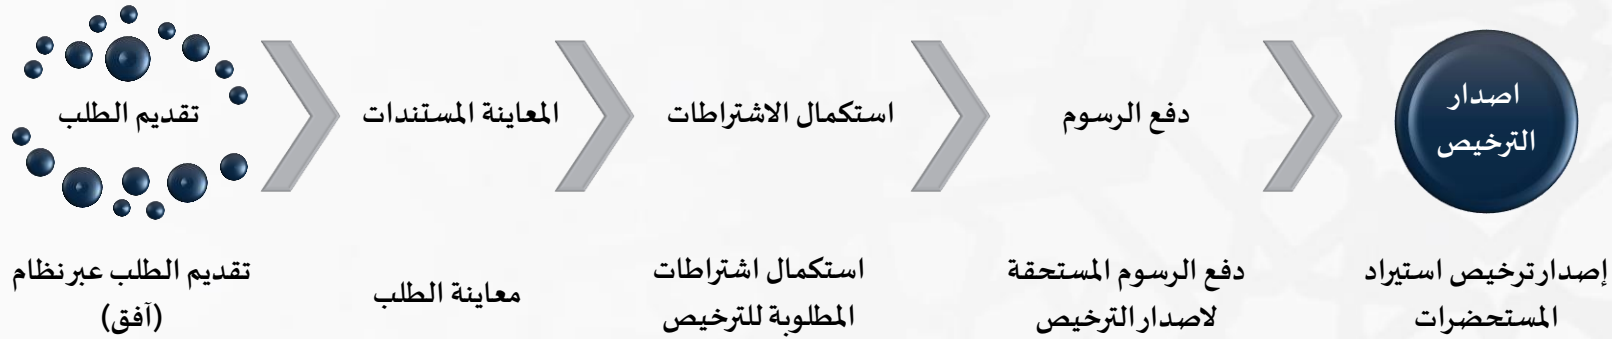 تقديم الطلب
المعاينة المستندات
استكمال الاشتراطات
دفع الرسوم
اصدار
الترخيص
تقديم الطلب عبر نظام
(آفق)
معاينة الطلب
استكمال اشتراطات
المطلوبة للترخيص
دفع الرسوم المستحقة
لاصدار الترخيص
إصدار ترخيص استيراد
المستحضرات